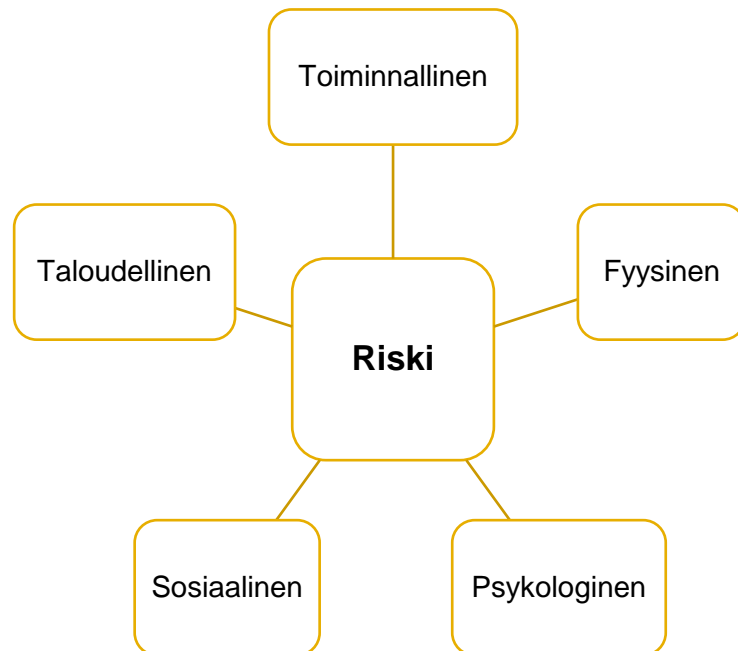 Toiminnallinen
Taloudellinen
Fyysinen
Riski
Sosiaalinen
Psykologinen